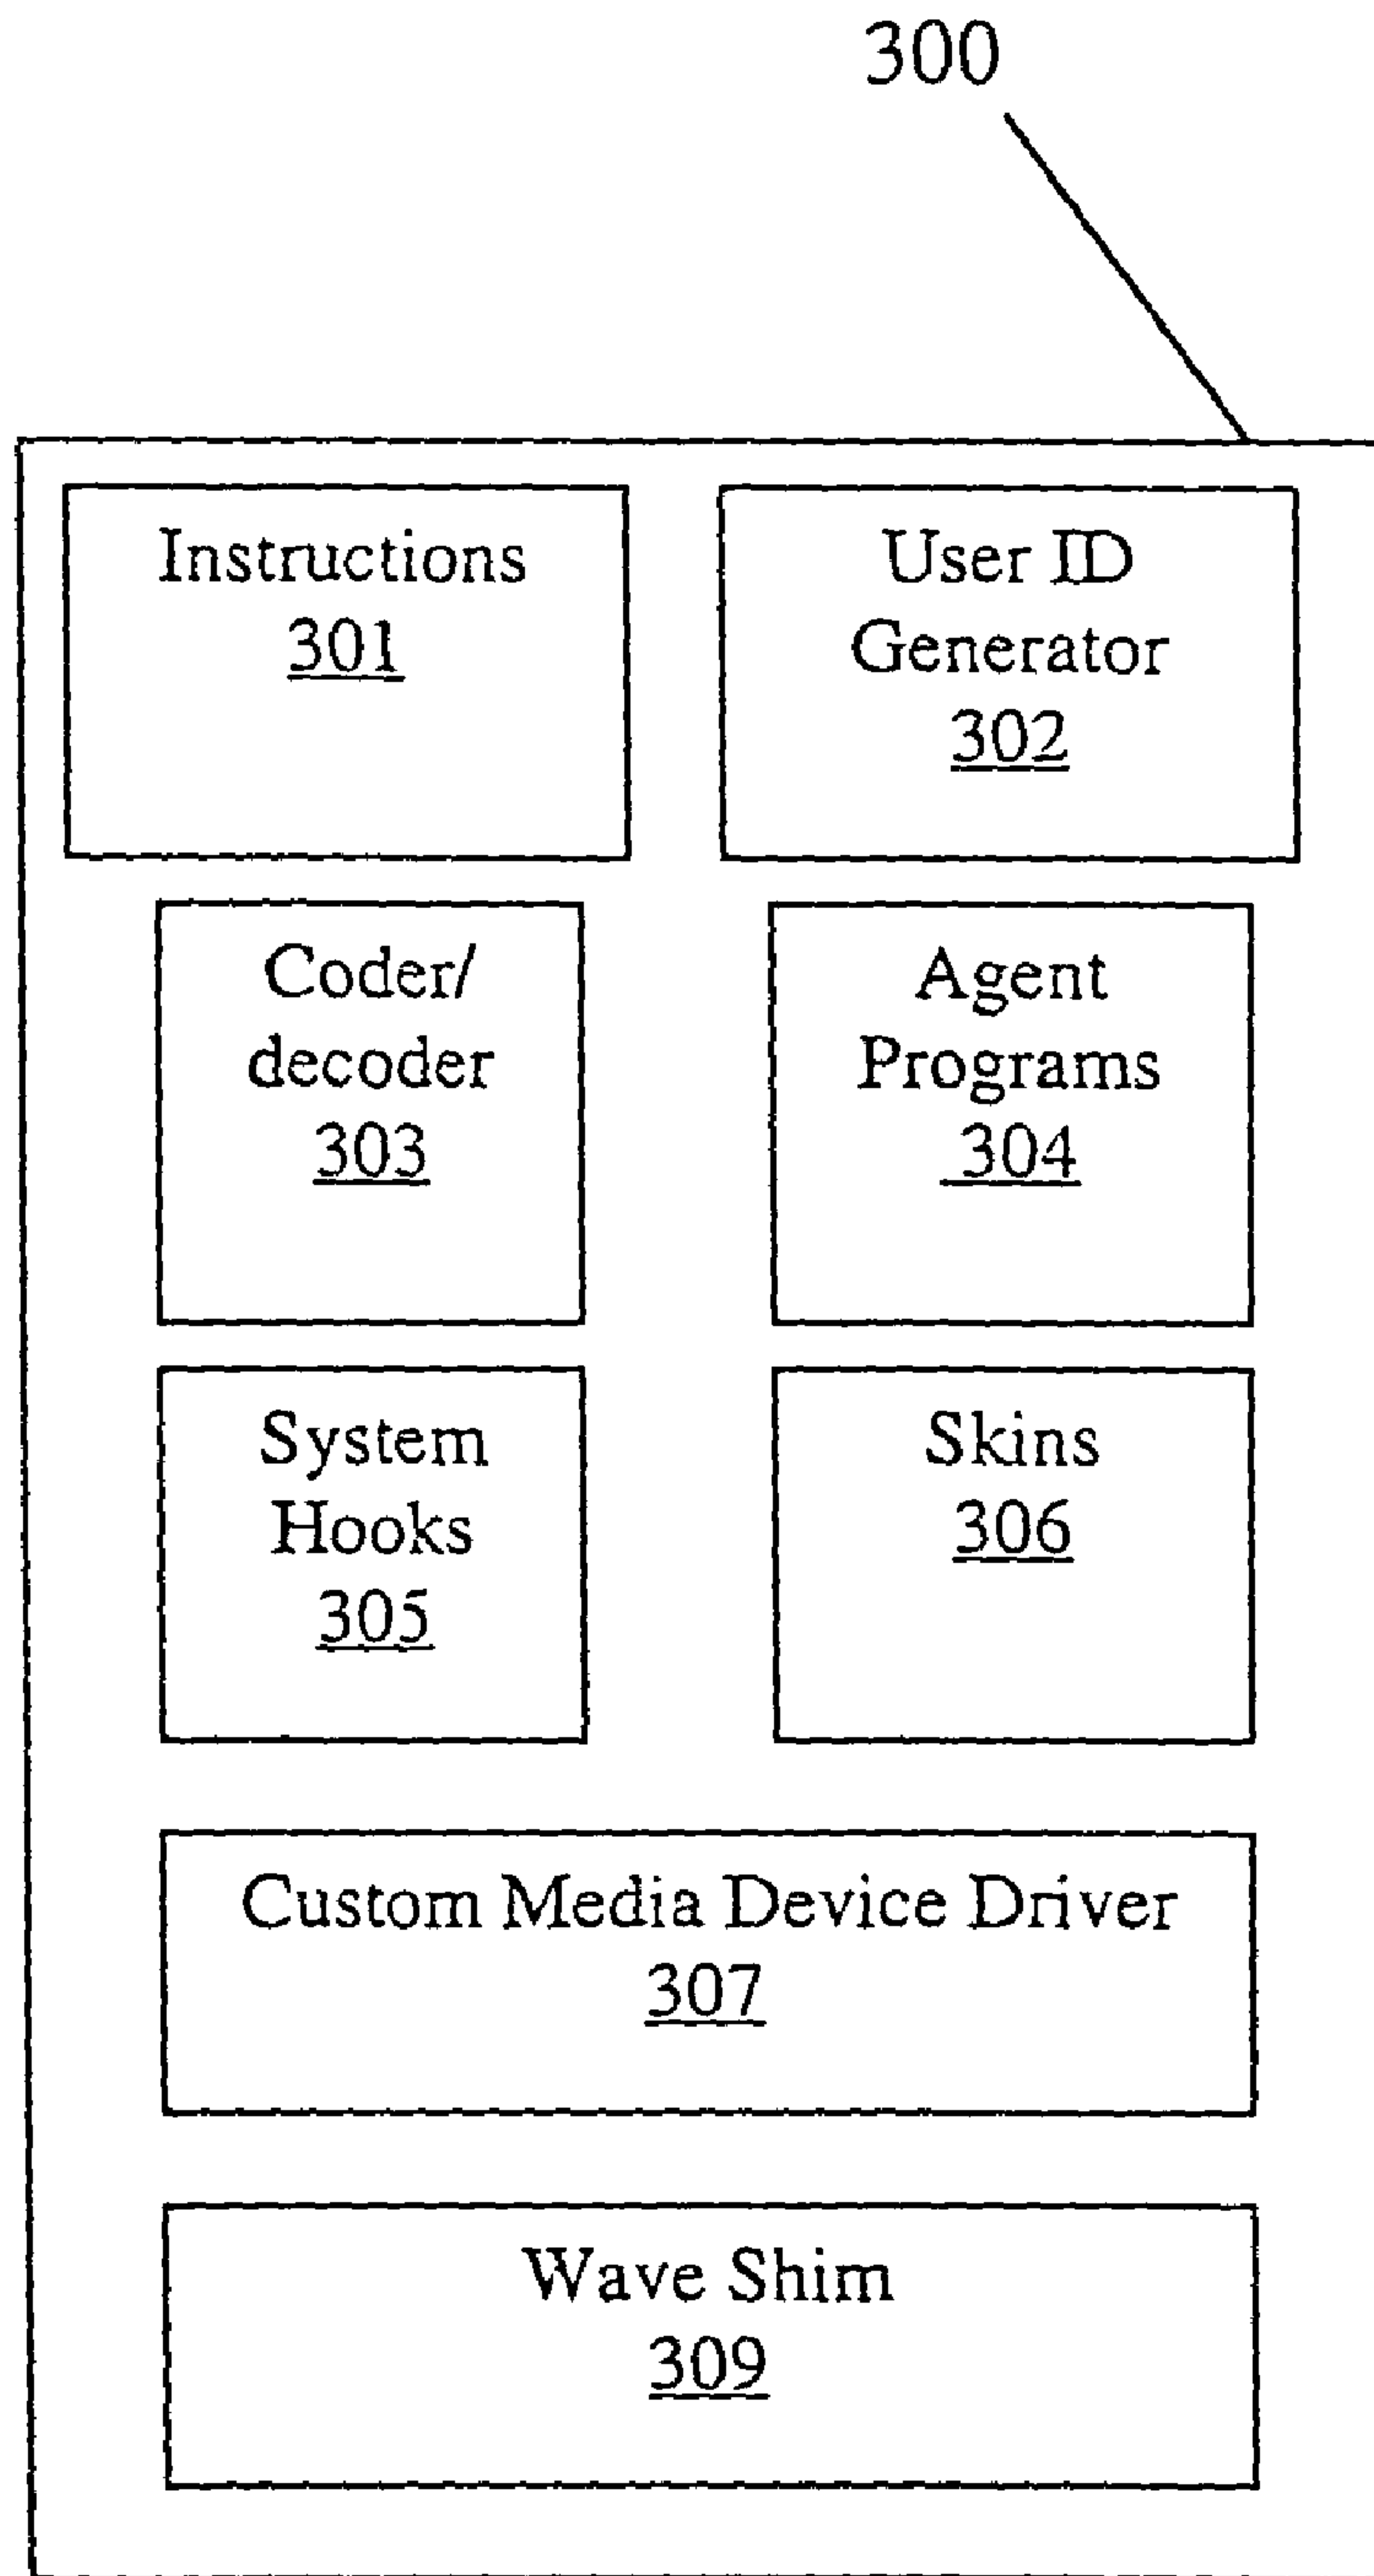 300
Instructions
301
User ID
Generator
302
Coder/
decoder
303
Agent
Programs
304
System
Hooks
305
Skins
306
Custom Media Device Driver
307
Wave Shim
309